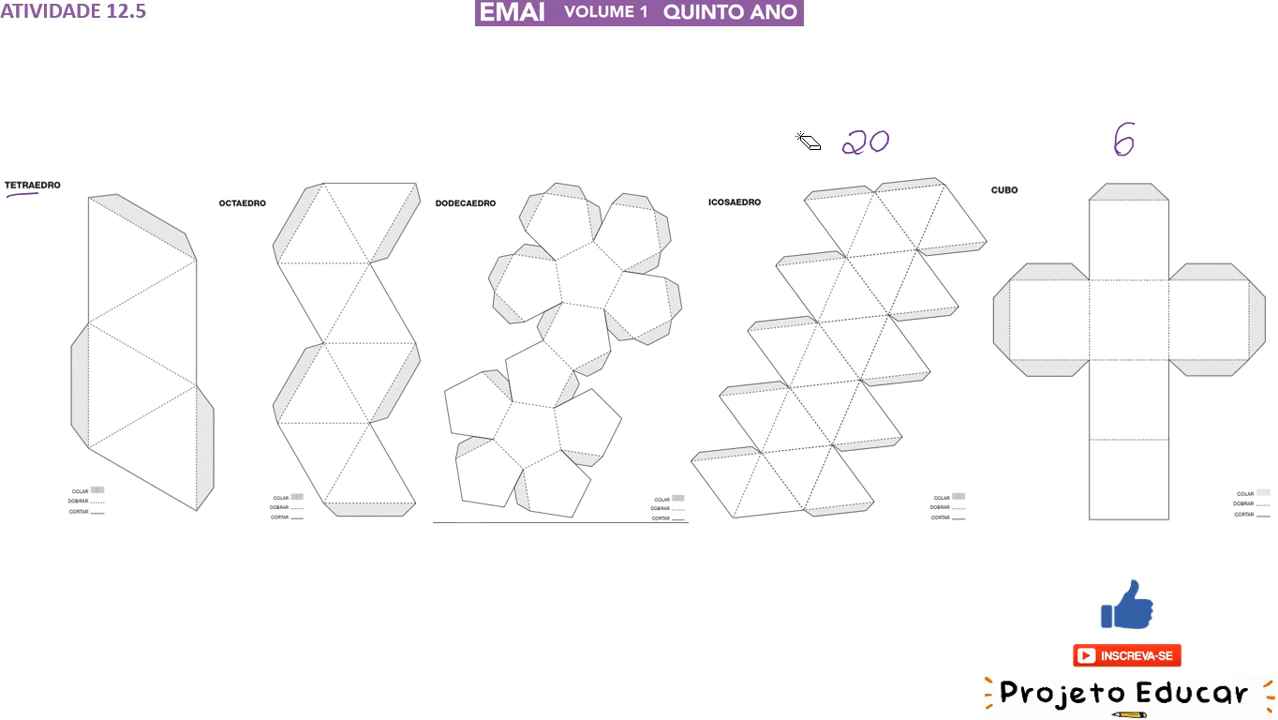 ATIVIDADE 12.5
EMAI VOLUME 1 QUINTO ANO
20
6
TETRAEDRO
OCTAEDRO
DODECAEDRO
ICOSAEDRO
CUBO
COLAR
DOBRAR
CORTAR
COLAR
DOBRAR
CORTAR
COLAR
DOBRAR
CORTAR
COLAR
DOBRAR
CORTAR
COLAR
DOBRAR
CORTAR
INSCREVA-SE
Projeto Educar